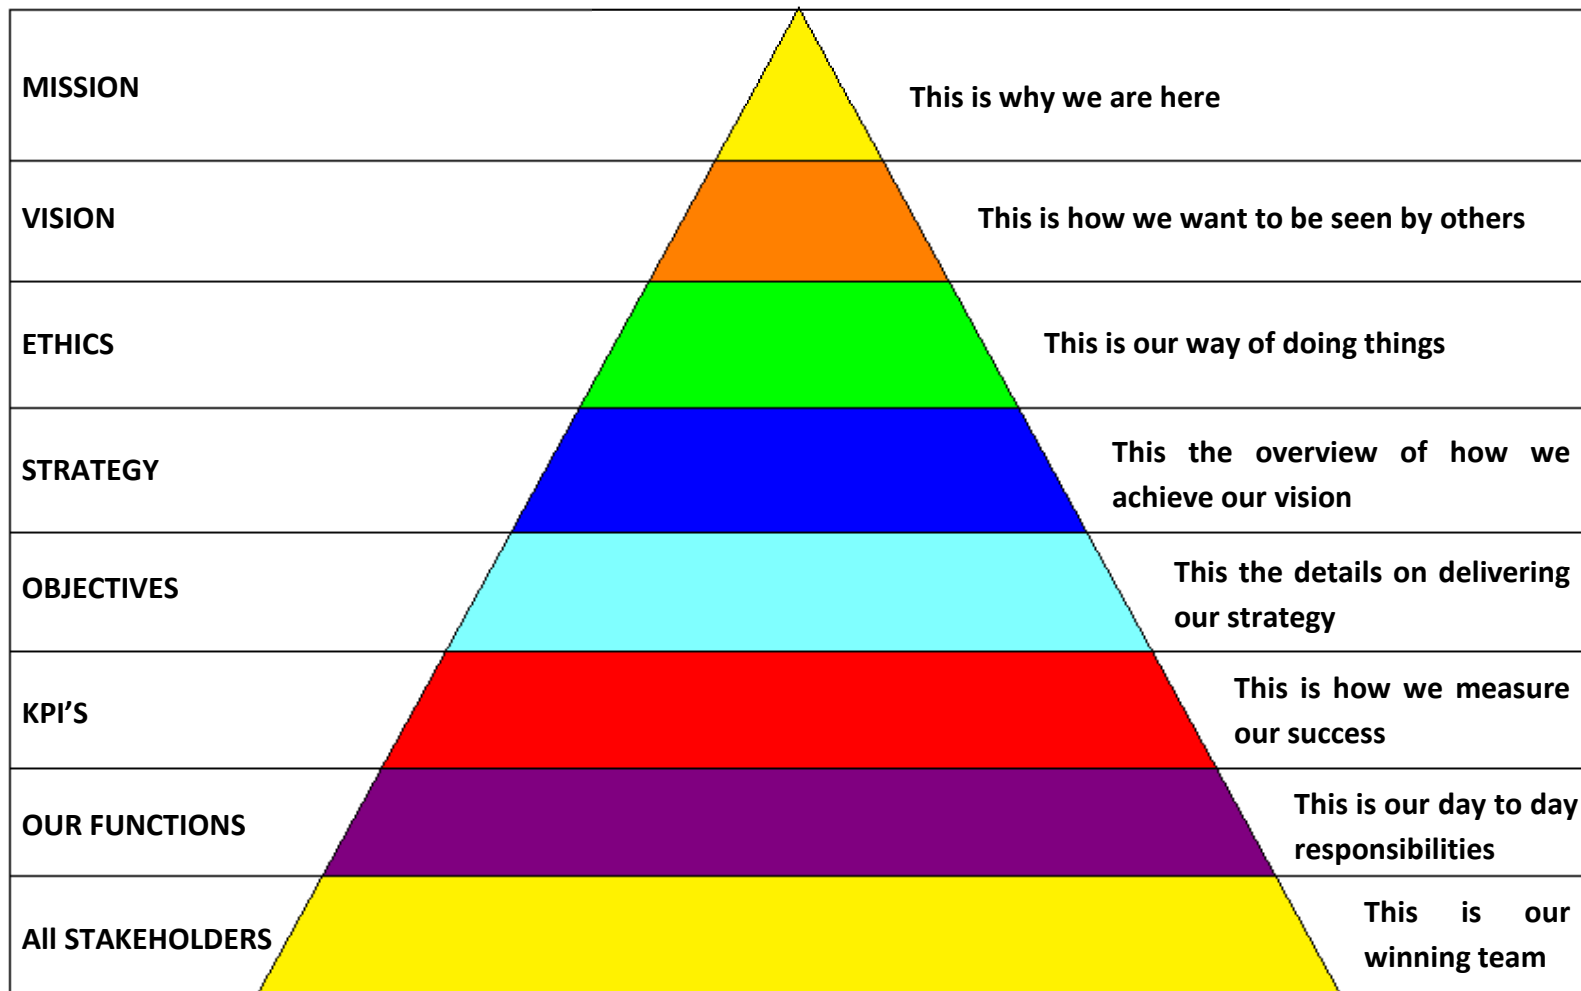 MISSION
This is why we are here
VISION
This is how we want to be seen by others
ETHICS
This is our way of doing things
STRATEGY
This the overview of how we
achieve our vision
OBJECTIVES
This the details on delivering
our strategy
KPI’S
This is how we measure
our success
OUR FUNCTIONS
This is our day to day
responsibilities
All STAKEHOLDERS
This is our
winning team